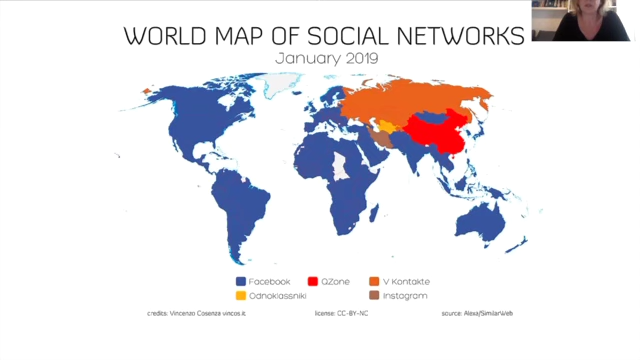 WORLD MAP OF SOCIAL NETWORKS
January 2019
Facebook QZone V Kontakte
Odnoklassniki Instagram
credits: Vincenzo Cosenza vincos.it license: CC-BY-NC source: Alexa/SimilarWeb